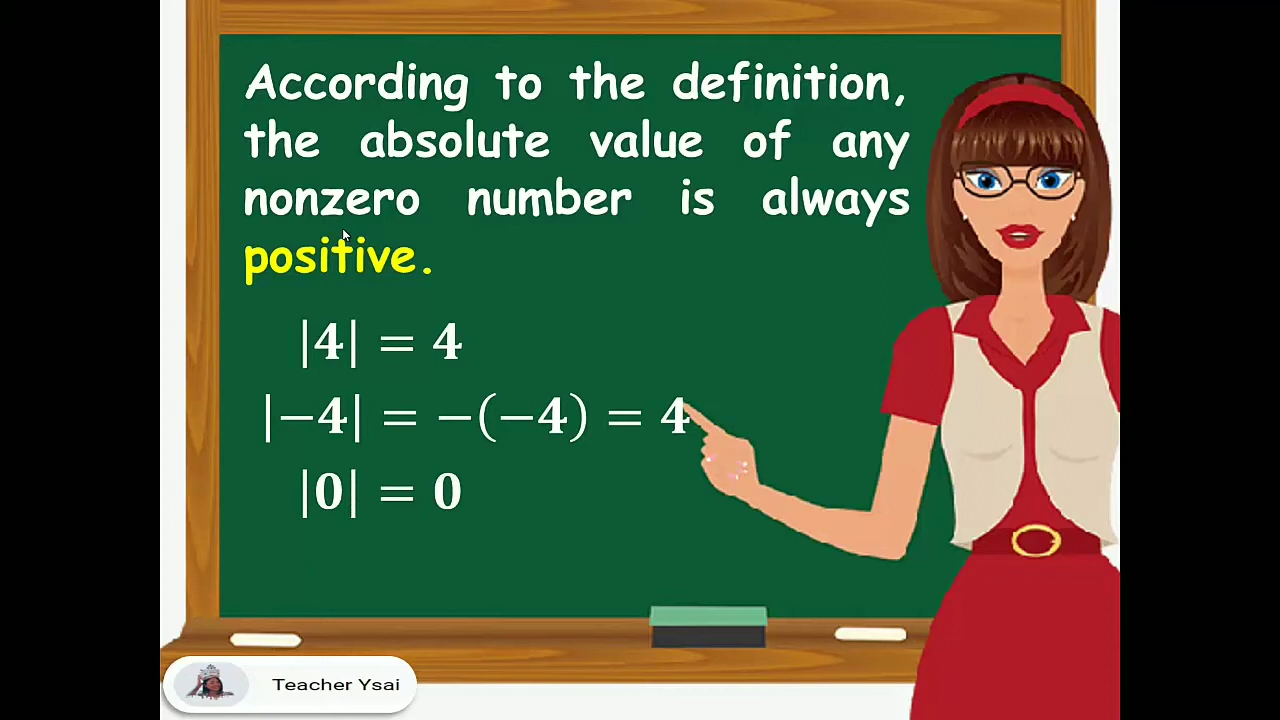 According to the definition,
the absolute value of any
nonzero number is always
positive.
|4| = 4
|−4| = −(−4) = 4
|0| = 0
Teacher Ysai